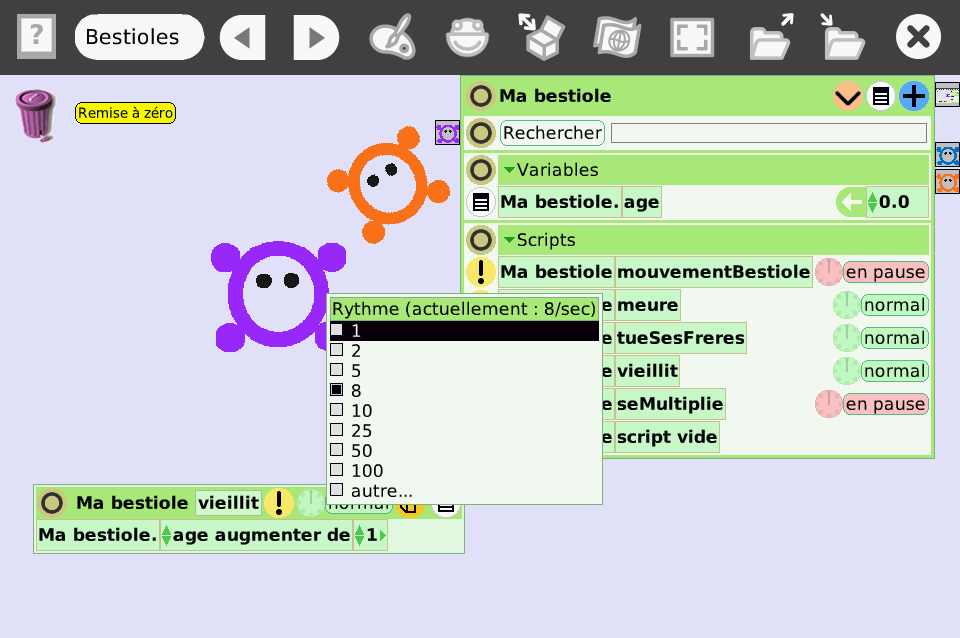 ?
Bestioles
Remise à zéro
Ma bestiole
Rechercher
Variables
Ma bestiole. age 0.0
Scripts
! Ma bestiole mouvementBestiole en pause
e meure normal
e tueSesFreres normal
e vieillit normal
e seMultiplie en pause
e script vide
Rythme (actuellement : 8/sec)
1
2
5
8
10
25
50
100
autre...
Ma bestiole vieillit ! normal
Ma bestiole. age augmenter de 1